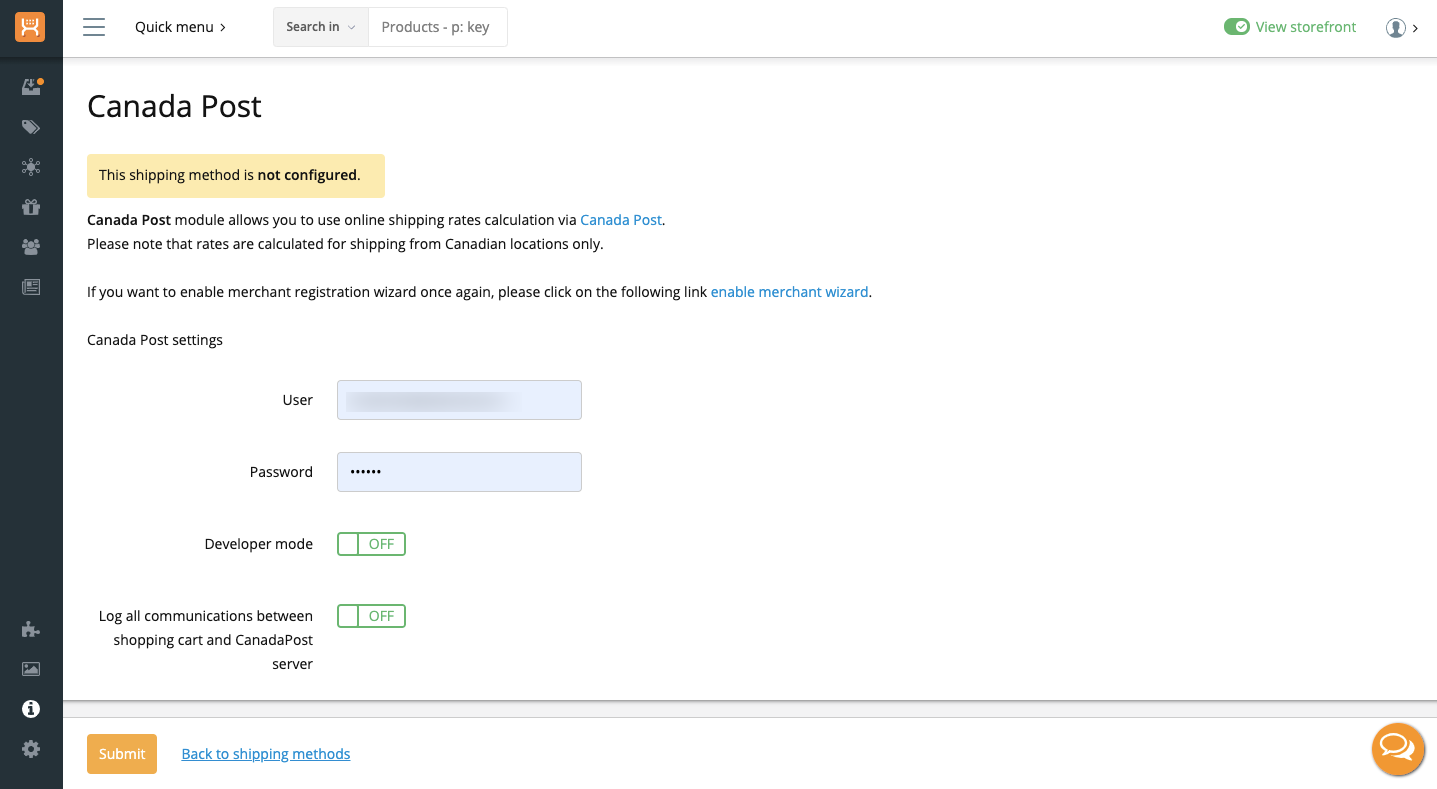 Quick menu
Search in
Products - p: key
View storefront
Canada Post
This shipping method is not configured.
Canada Post module allows you to use online shipping rates calculation via Canada Post.
Please note that rates are calculated for shipping from Canadian locations only.
If you want to enable merchant registration wizard once again, please click on the following link enable merchant wizard.
Canada Post settings
User
Password
••••••
Developer mode
OFF
Log all communications between
shopping cart and CanadaPost
server
OFF
Submit
Back to shipping methods